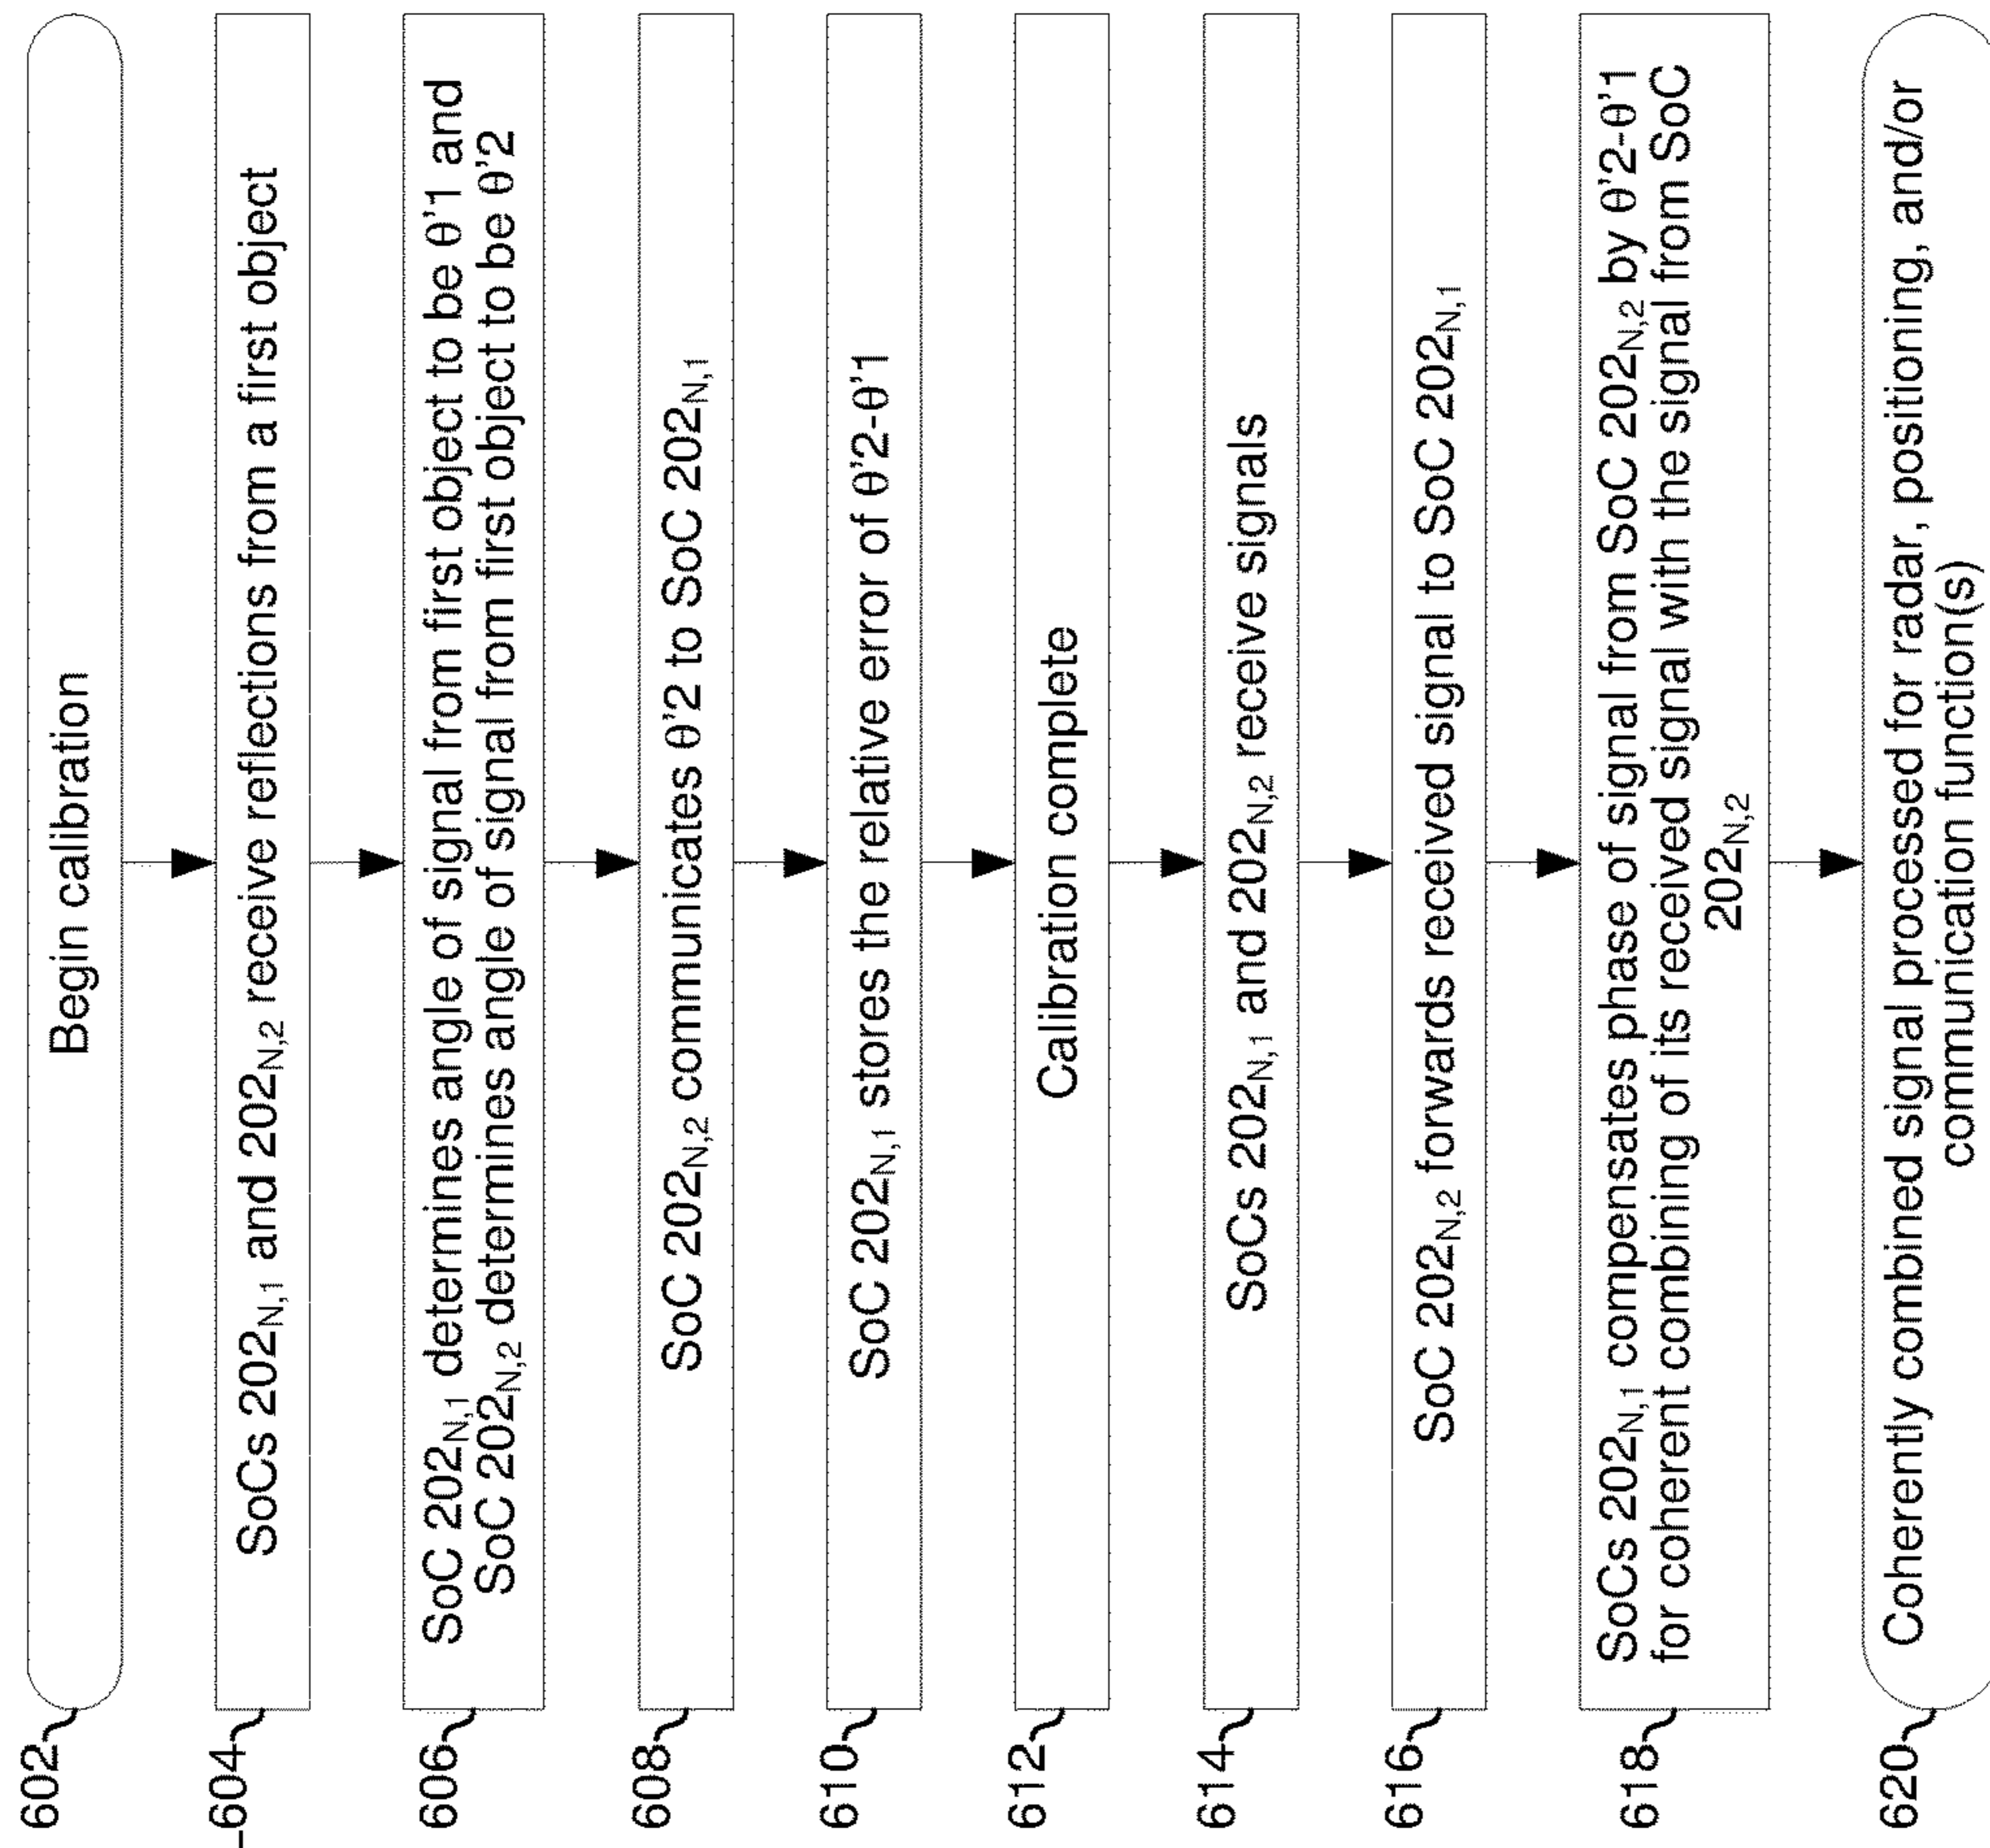 602
Begin calibration
604
SoCs 202N,1 and 202N,2 receive reflections from a first object
606
SoC 202N,1 determines angle of signal from first object to be θ'1 and
SoC 202N,2 determines angle of signal from first object to be θ'2
608
SoC 202N,2 communicates θ'2 to SoC 202N,1
610
SoC 202N,1 stores the relative error of θ'2-θ'1
612
Calibration complete
614
SoCs 202N,1 and 202N,2 receive signals
616
SoC 202N,2 forwards received signal to SoC 202N,1
618
SoCs 202N,1 compensates phase of signal from SoC 202N,2 by θ'2-θ'1
for coherent combining of its received signal with the signal from SoC
202N,2
620
Coherently combined signal processed for radar, positioning, and/or
communication function(s)